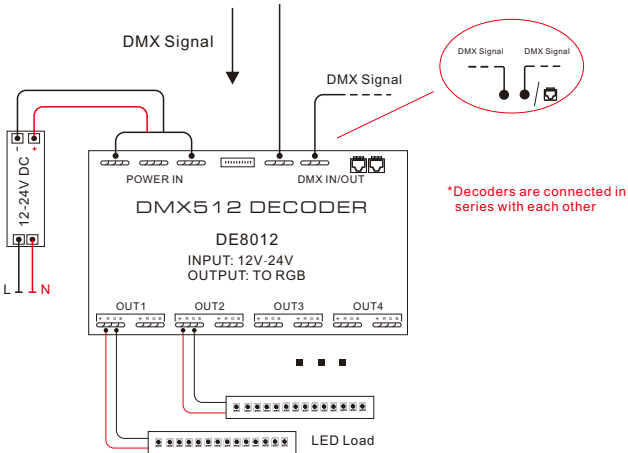 DMX Signal
DMX Signal
DMX Signal DMX Signal
12-24V DC
- +
POWER IN
DMX IN/OUT
*Decoders are connected in
series with each other
DMX512 DECODER
DE8012
INPUT: 12V-24V
OUTPUT: TO RGB
L N
OUT1 OUT2 OUT3 OUT4
+ R G B + R G B + R G B + R G B + R G B + R G B + R G B + R G B
LED Load